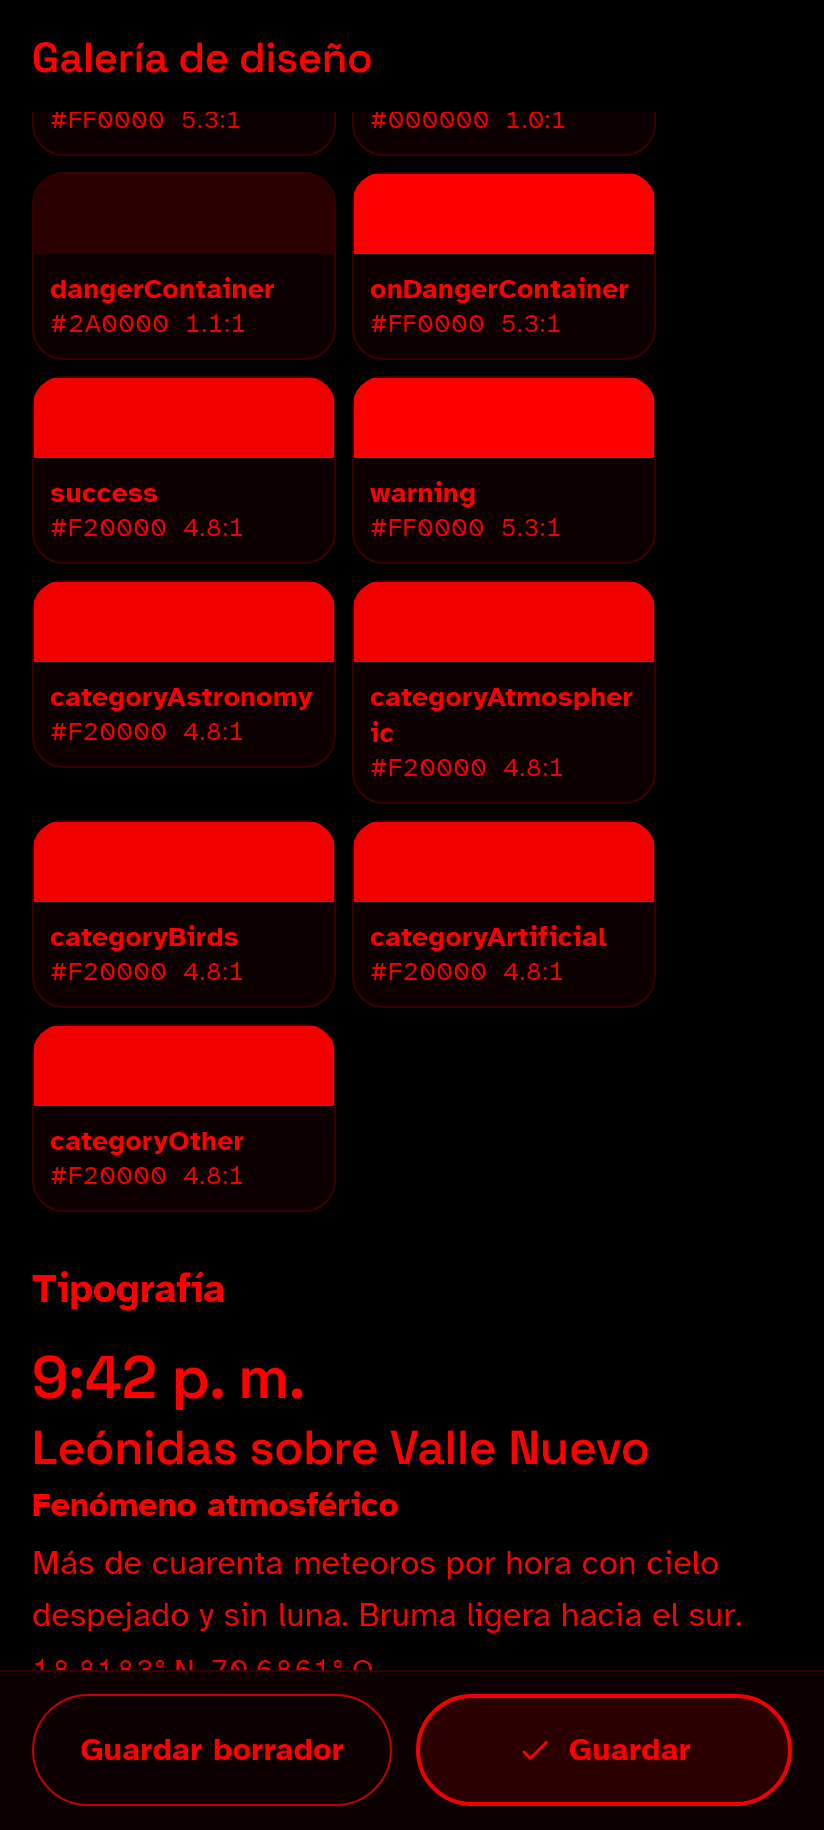 Galería de diseño
#FF0000 5.3:1
#000000 1.0:1
dangerContainer
#2A0000 1.1:1
onDangerContainer
#FF0000 5.3:1
success
#F20000 4.8:1
warning
#FF0000 5.3:1
categoryAstronomy
#F20000 4.8:1
categoryAtmospher
ic
#F20000 4.8:1
categoryBirds
#F20000 4.8:1
categoryArtificial
#F20000 4.8:1
categoryOther
#F20000 4.8:1
Tipografía
9:42 p. m.
Leónidas sobre Valle Nuevo
Fenómeno atmosférico
Más de cuarenta meteoros por hora con cielo
despejado y sin luna. Bruma ligera hacia el sur.
18.8183° N, 70.6861° O
Guardar borrador
Guardar